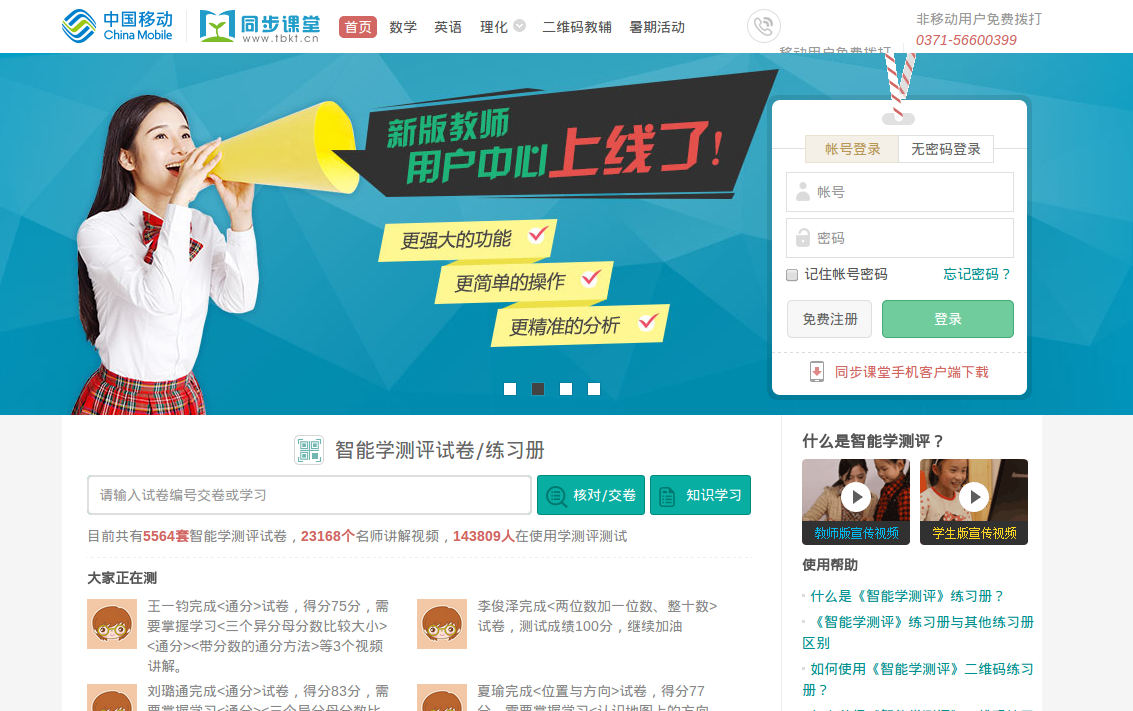 中国移动
China Mobile
同步课堂
www.tbkt.cn
首页 数学 英语 理化 二维码教辅 暑期活动
移动用户免费拨打
非移动用户免费拨打
0371-56600399
新版教师
用户中心上线了!
更强大的功能
更简单的操作
更精准的分析
帐号登录 无密码登录
帐号
密码
记住帐号密码 忘记密码？
免费注册 登录
同步课堂手机客户端下载
智能学测评试卷/练习册
请输入试卷编号交卷或学习 核对/交卷 知识学习
目前共有5564套智能学测评试卷，23168个名师讲解视频，143809人在使用学测评测试
大家正在测
王一钧完成<通分>试卷，得分75分，需
要掌握学习<三个异分母分数比较大小>
<通分><带分数的通分方法>等3个视频
讲解。
李俊泽完成<两位数加一位数、整十数>
试卷，测试成绩100分，继续加油
刘璐通完成<通分>试卷，得分83分，需
要掌握学习<通分><三个异分母分数比
夏瑜完成<位置与方向>试卷，得分77
分，需要掌握学习<认识地图上的方向
什么是智能学测评？
教师版宣传视频 学生版宣传视频
使用帮助
什么是《智能学测评》练习册？
《智能学测评》练习册与其他练习册
区别
如何使用《智能学测评》二维码练习
册？